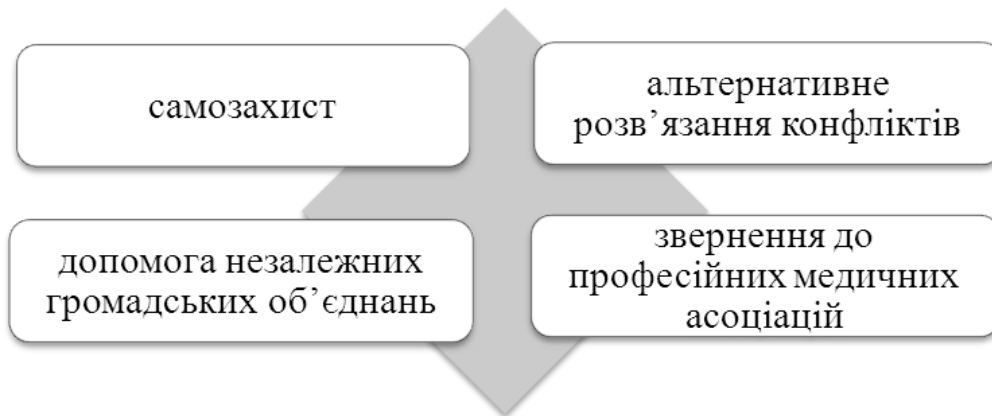 самозахист
альтернативне
розв’язання конфліктів
допомога незалежних
громадських об’єднань
звернення до
професійних медичних
асоціацій